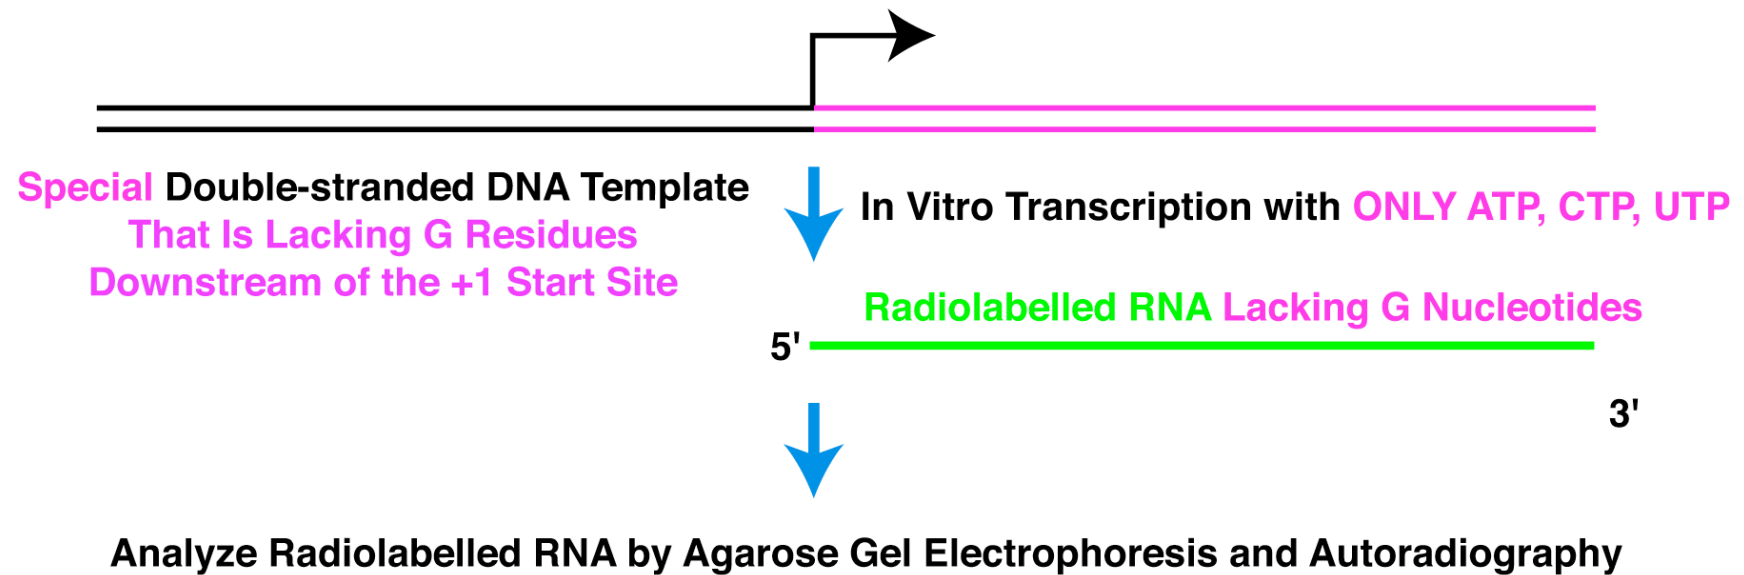 Special Double-stranded DNA Template
That Is Lacking G Residues
Downstream of the +1 Start Site
In Vitro Transcription with ONLY ATP, CTP, UTP
Radiolabelled RNA Lacking G Nucleotides
5'
3'
Analyze Radiolabelled RNA by Agarose Gel Electrophoresis and Autoradiography